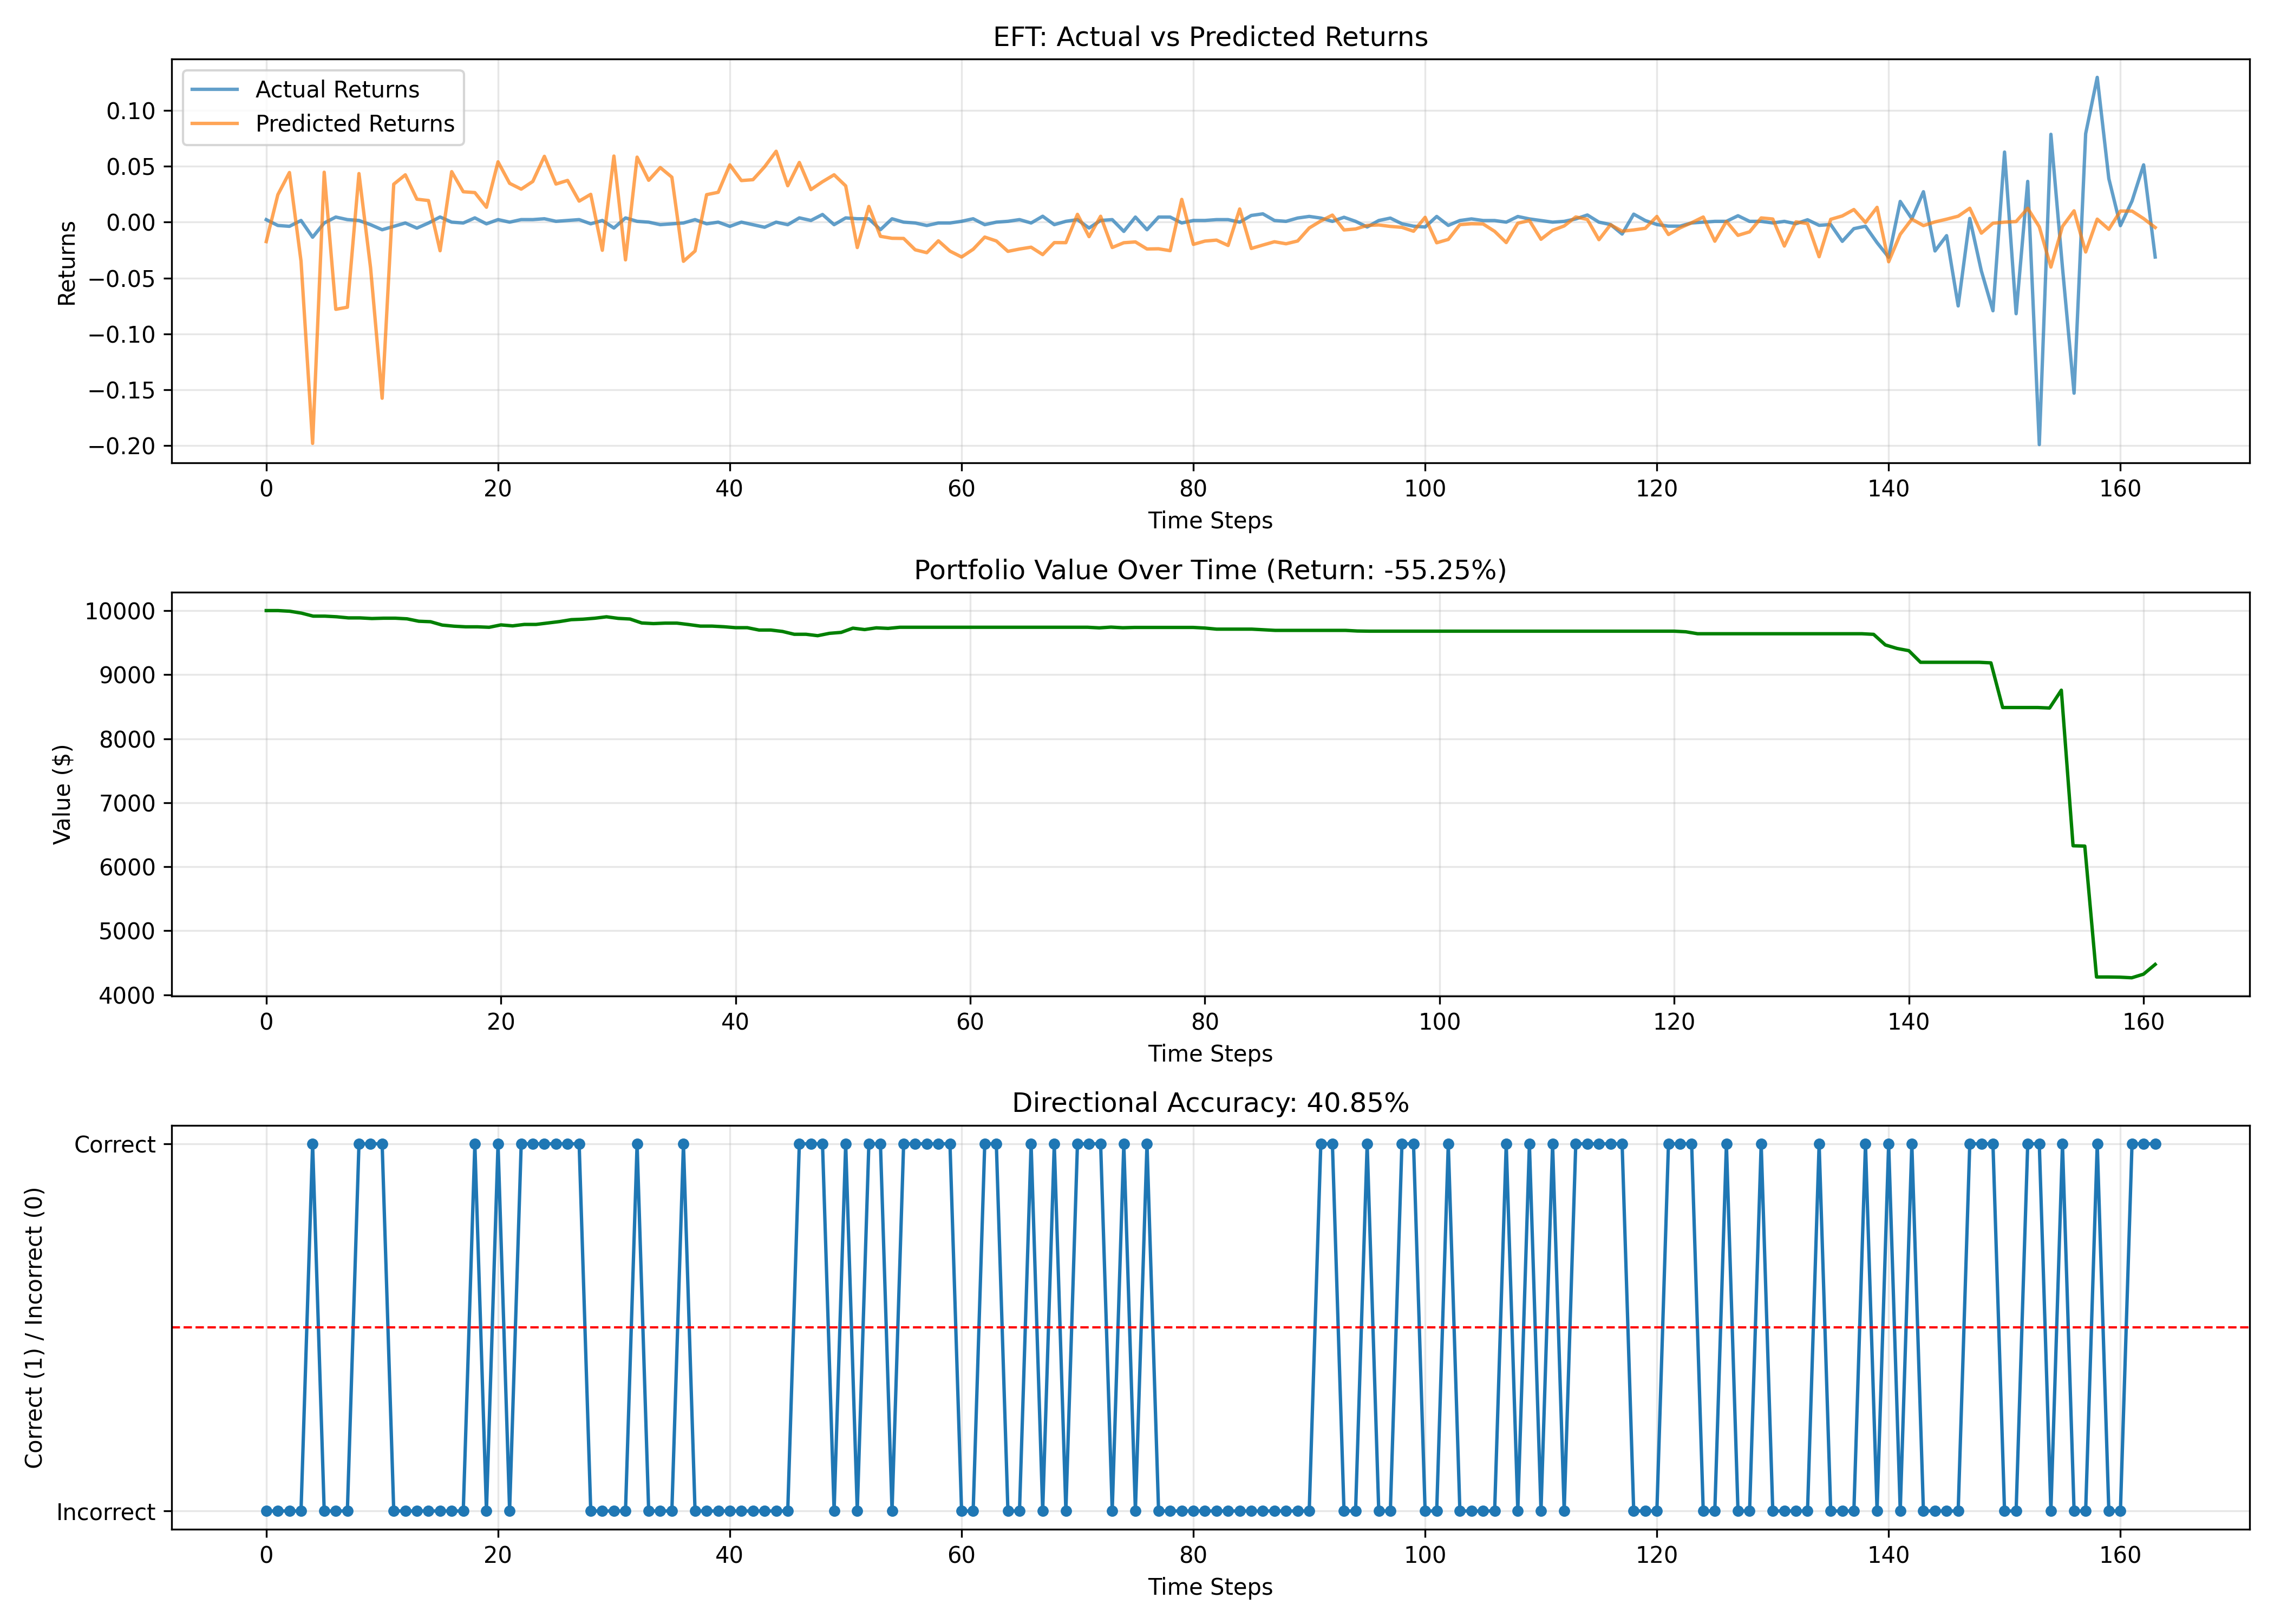 EFT: Actual vs Predicted Returns
Actual Returns
Predicted Returns
Returns
0.10
0.05
0.00
−0.05
−0.10
−0.15
−0.20
0 20 40 60 80 100 120 140 160
Time Steps
Portfolio Value Over Time (Return: -55.25%)
Value ($)
10000
9000
8000
7000
6000
5000
4000
0 20 40 60 80 100 120 140 160
Time Steps
Directional Accuracy: 40.85%
Correct (1) / Incorrect (0)
Correct
Incorrect
0 20 40 60 80 100 120 140 160
Time Steps